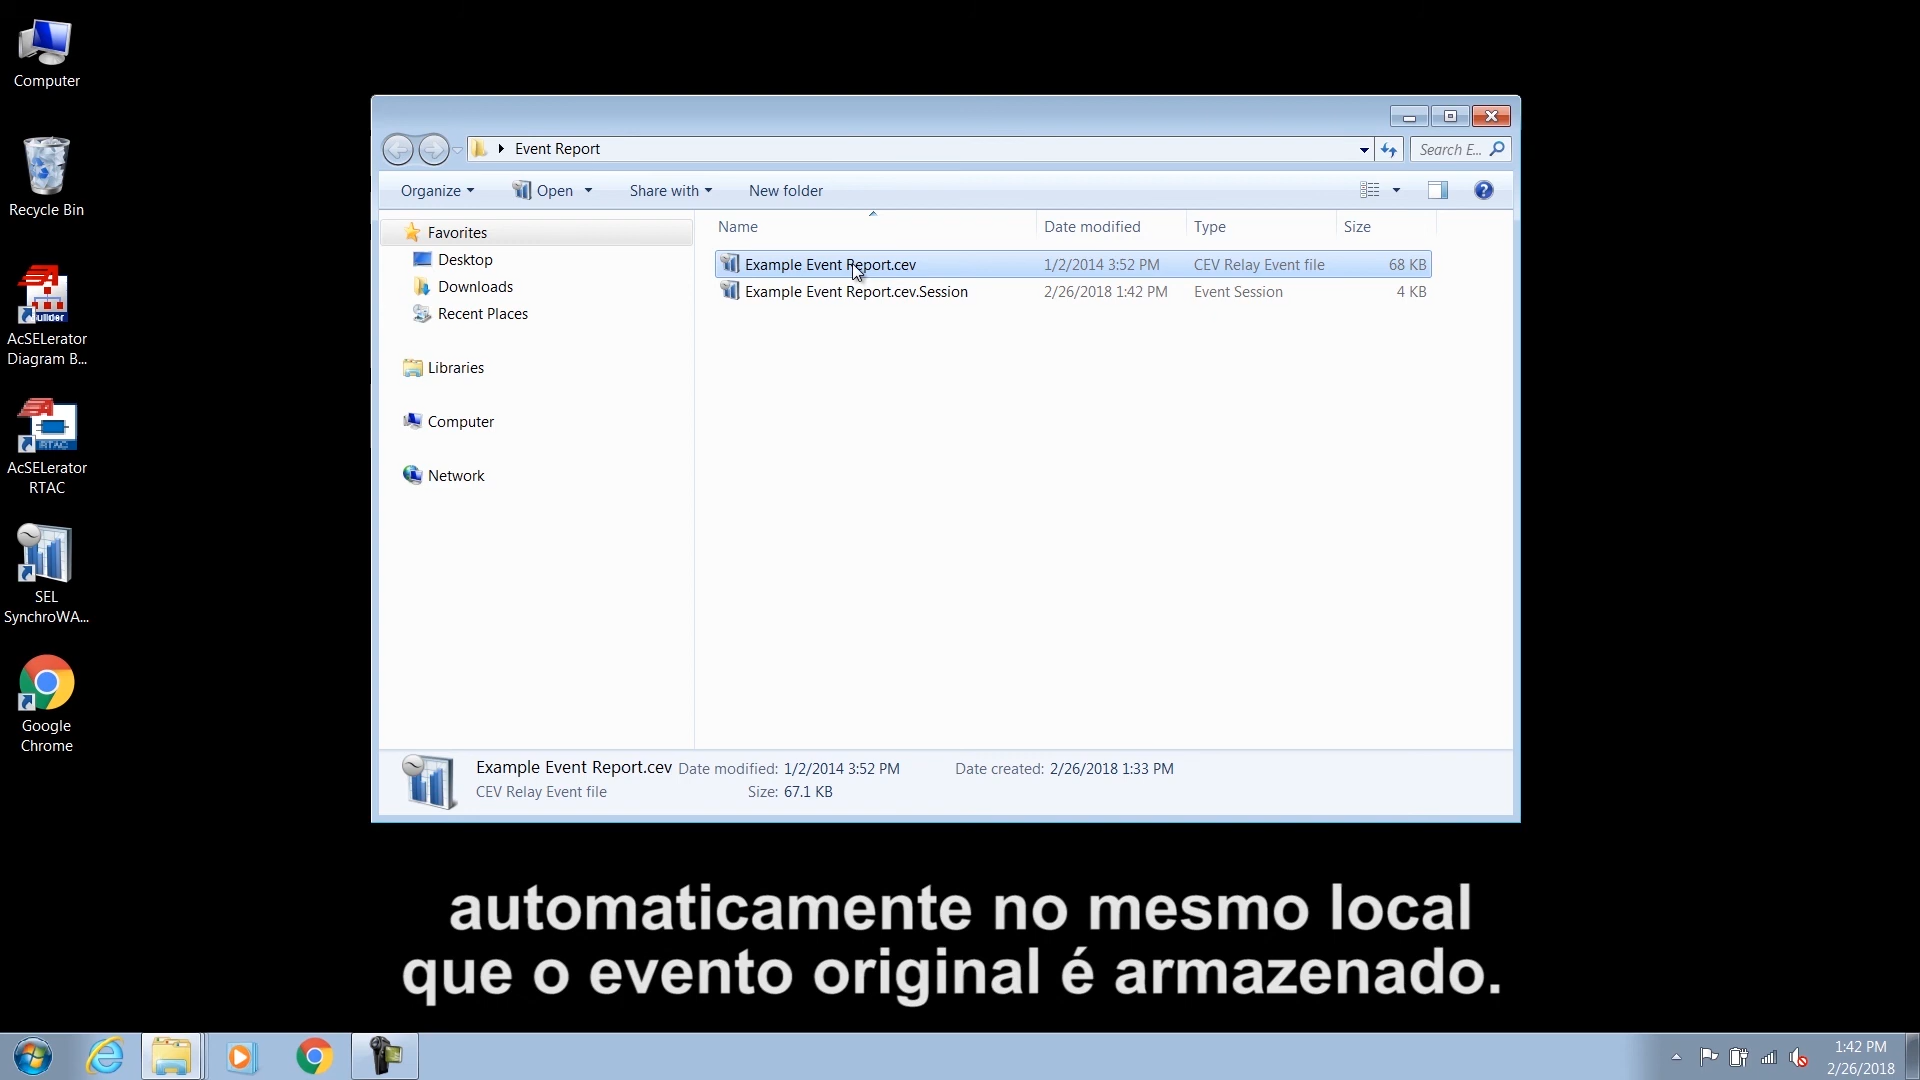 Computer
Recycle Bin
Builder
AcSELerator
Diagram B...
RTAC
AcSELerator
RTAC
SEL
SynchroWA...
Google
Chrome
Event Report
Search E...
Organize
Open
Share with
New folder
Favorites
Desktop
Downloads
Recent Places
Libraries
Computer
Network
Name Date modified Type Size
Example Event Report.cev 1/2/2014 3:52 PM CEV Relay Event file 68 KB
Example Event Report.cev.Session 2/26/2018 1:42 PM Event Session 4 KB
Example Event Report.cev Date modified: 1/2/2014 3:52 PM Date created: 2/26/2018 1:33 PM
CEV Relay Event file Size: 67.1 KB
automaticamente no mesmo local
que o evento original é armazenado.
1:42 PM
2/26/2018